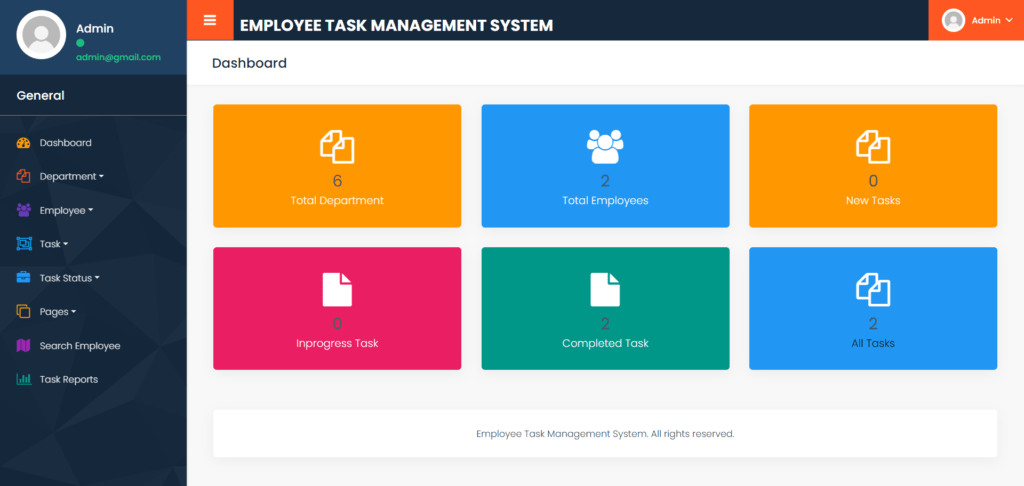 Admin
admin@gmail.com
General
Dashboard
Department
Employee
Task
Task Status
Pages
Search Employee
Task Reports
EMPLOYEE TASK MANAGEMENT SYSTEM
Admin
Dashboard
6
Total Department
2
Total Employees
0
New Tasks
0
Inprogress Task
2
Completed Task
2
All Tasks
Employee Task Management System. All rights reserved.